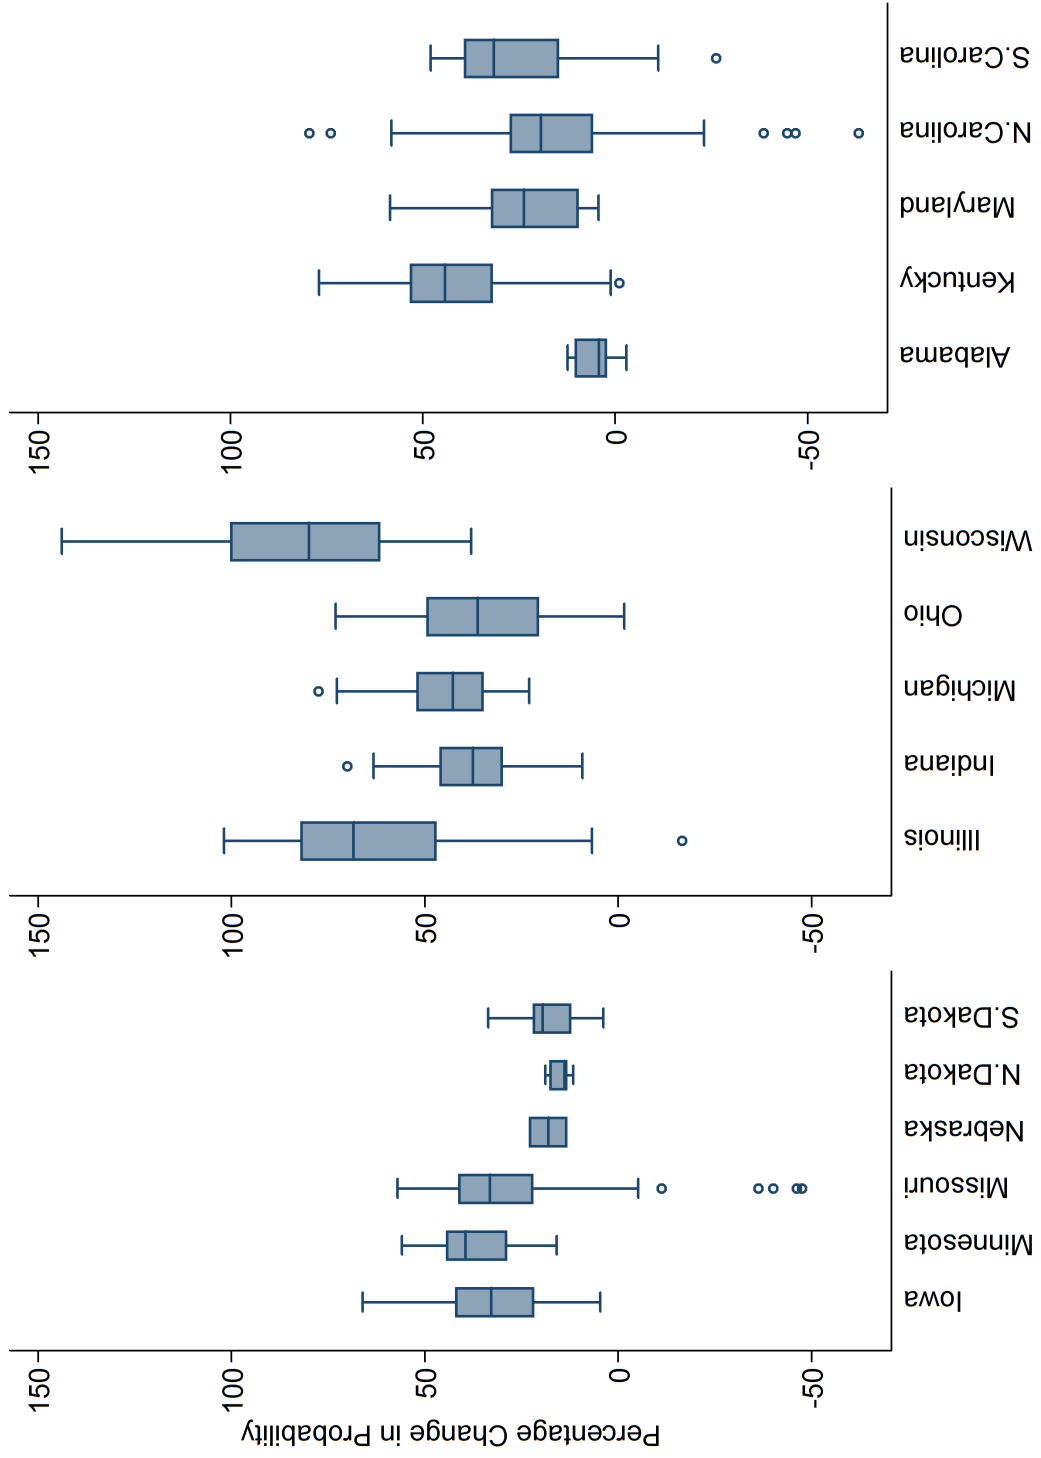 Percentage Change in Probability
150
100
50
0
-50
Iowa
Minnesota
Missouri
Nebraska
N.Dakota
S.Dakota
150
100
50
0
-50
Illinois
Indiana
Michigan
Ohio
Wisconsin
150
100
50
0
-50
Alabama
Kentucky
Maryland
N.Carolina
S.Carolina